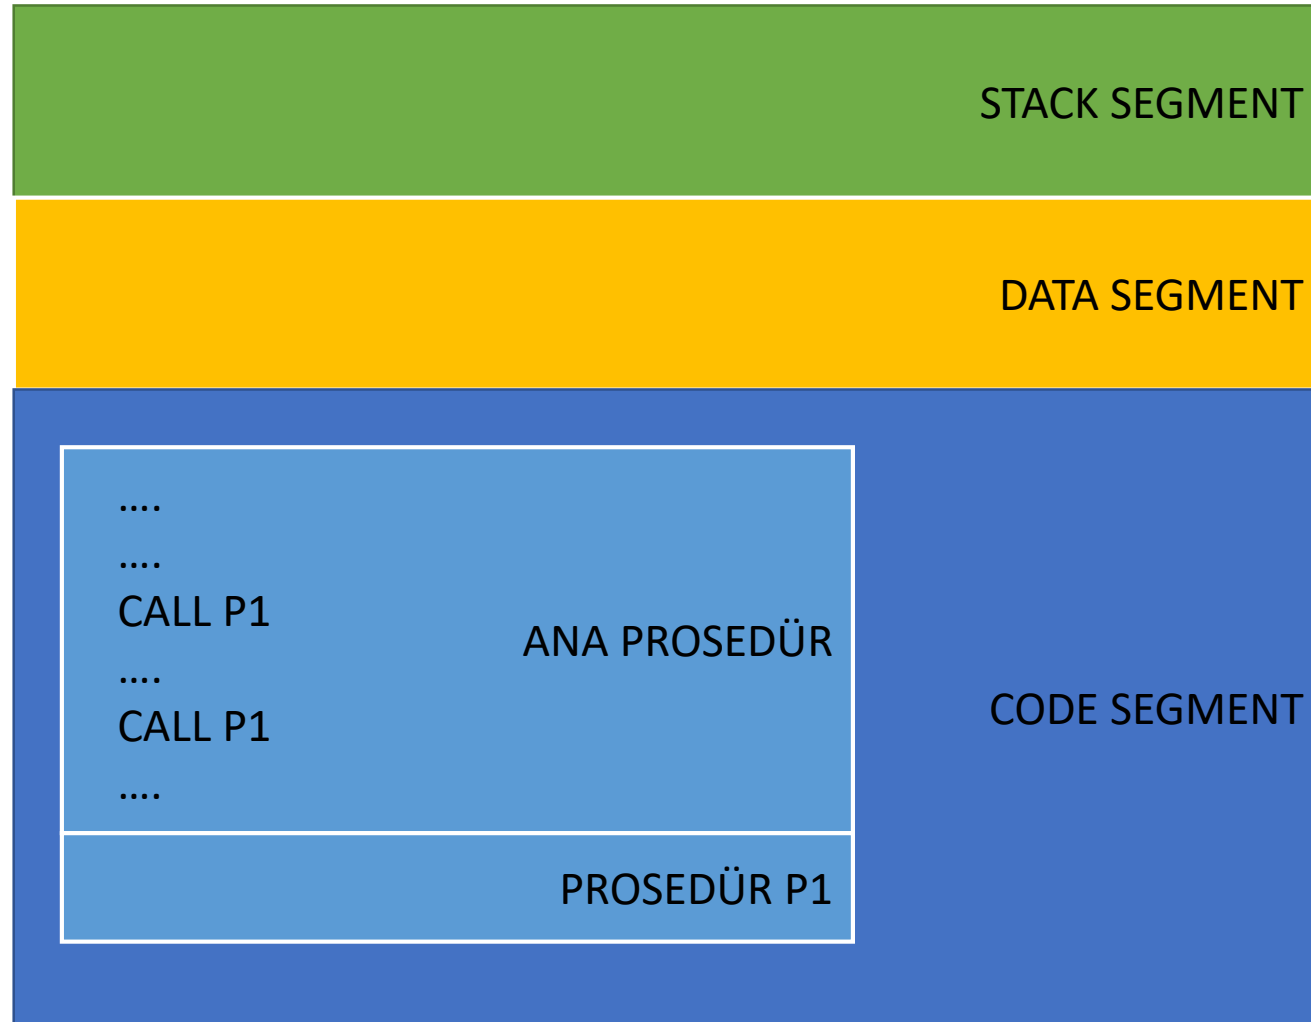 STACK SEGMENT
DATA SEGMENT
....
....
CALL P1
....
CALL P1
....
ANA PROSEDÜR
PROSEDÜR P1
CODE SEGMENT